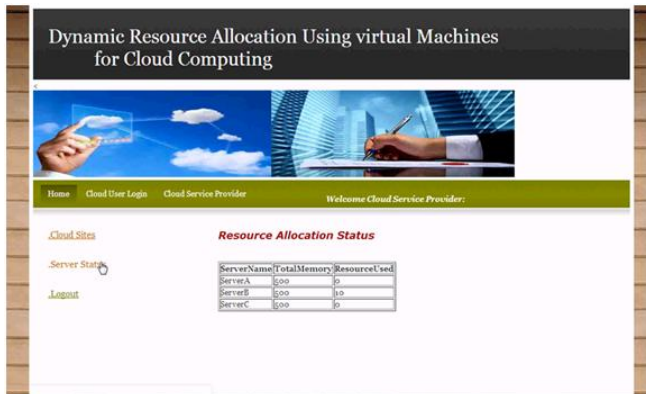 Dynamic Resource Allocation Using virtual Machines
for Cloud Computing
<
Home Cloud User Login Cloud Service Provider
Welcome Cloud Service Provider:
.Cloud Sites
Resource Allocation Status
.Server Status
ServerName TotalMemory ResourceUsed
ServerA 500 0
ServerB 500 10
ServerC 500 0
.Logout